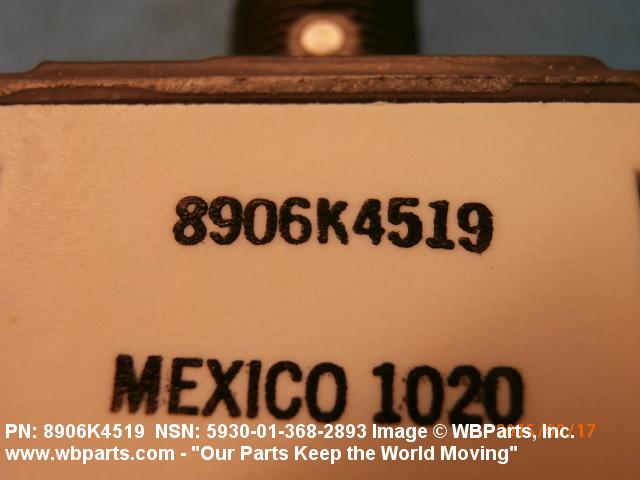 8906K4519
MEXICO 1020
PN: 8906K4519 NSN: 5930-01-368-2893 Image © WBParts, Inc.
www.wbparts.com - "Our Parts Keep the World Moving"